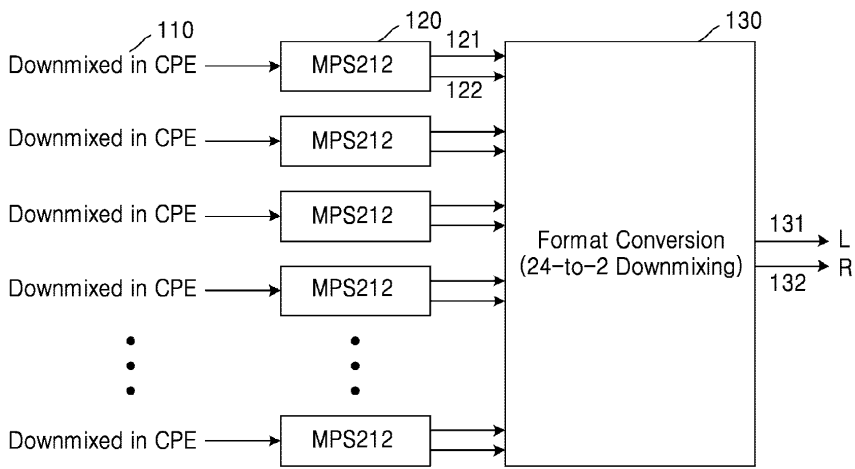 110
120
130
Downmixed in CPE
MPS212
121
122
Downmixed in CPE
MPS212
Downmixed in CPE
MPS212
Format Conversion
(24-to-2 Downmixing)
131
L
R
132
Downmixed in CPE
MPS212
Downmixed in CPE
MPS212